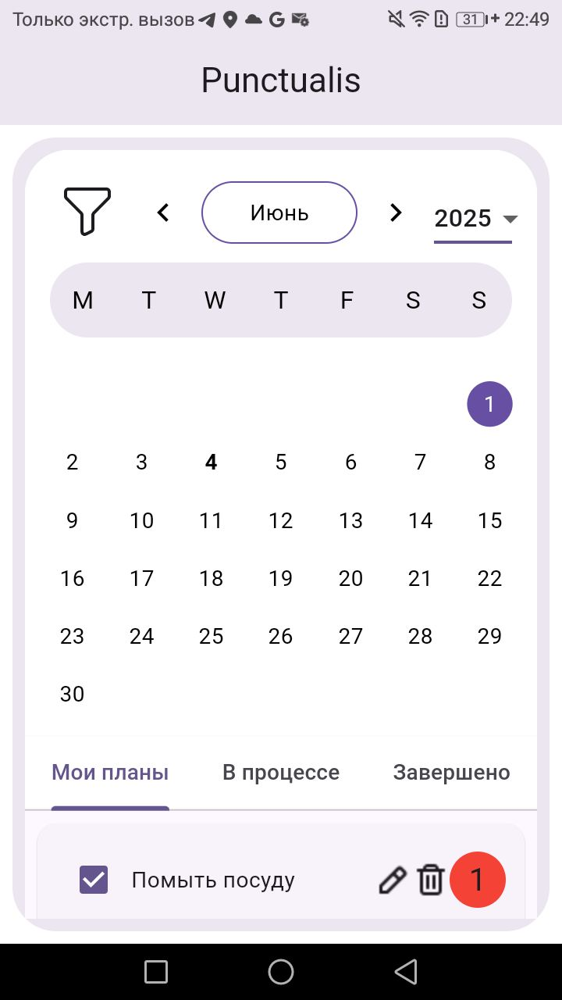 Только экстр. вызов 31 22:49
Punctualis
Июнь 2025
M T W T F S S
1
2 3 4 5 6 7 8
9 10 11 12 13 14 15
16 17 18 19 20 21 22
23 24 25 26 27 28 29
30
Мои планы В процессе Завершено
Помыть посуду 1